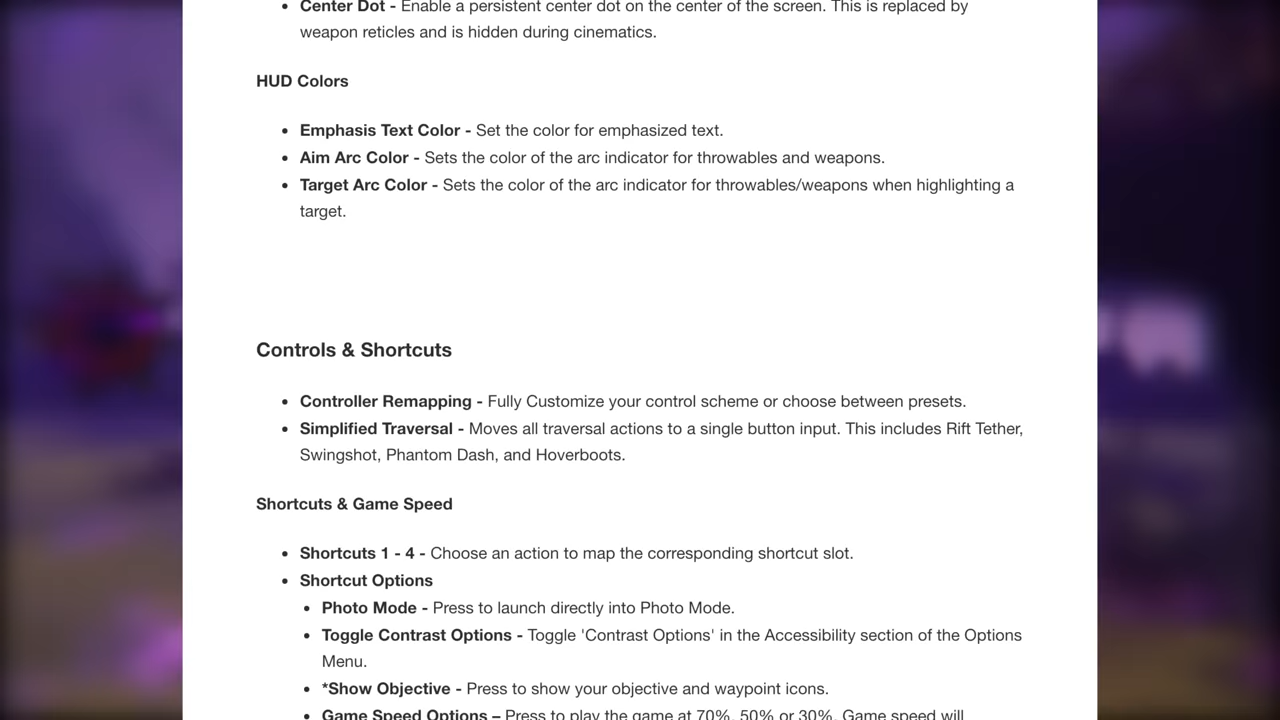 Center Dot - Enable a persistent center dot on the center of the screen. This is replaced by
weapon reticles and is hidden during cinematics.
HUD Colors
Emphasis Text Color - Set the color for emphasized text.
Aim Arc Color - Sets the color of the arc indicator for throwables and weapons.
Target Arc Color - Sets the color of the arc indicator for throwables/weapons when highlighting a
target.
Controls & Shortcuts
Controller Remapping - Fully Customize your control scheme or choose between presets.
Simplified Traversal - Moves all traversal actions to a single button input. This includes Rift Tether,
Swingshot, Phantom Dash, and Hoverboots.
Shortcuts & Game Speed
Shortcuts 1 - 4 - Choose an action to map the corresponding shortcut slot.
Shortcut Options
Photo Mode - Press to launch directly into Photo Mode.
Toggle Contrast Options - Toggle 'Contrast Options' in the Accessibility section of the Options
Menu.
*Show Objective - Press to show your objective and waypoint icons.
Game Speed Options – Press to play the game at 70%, 50% or 30%. Game speed will